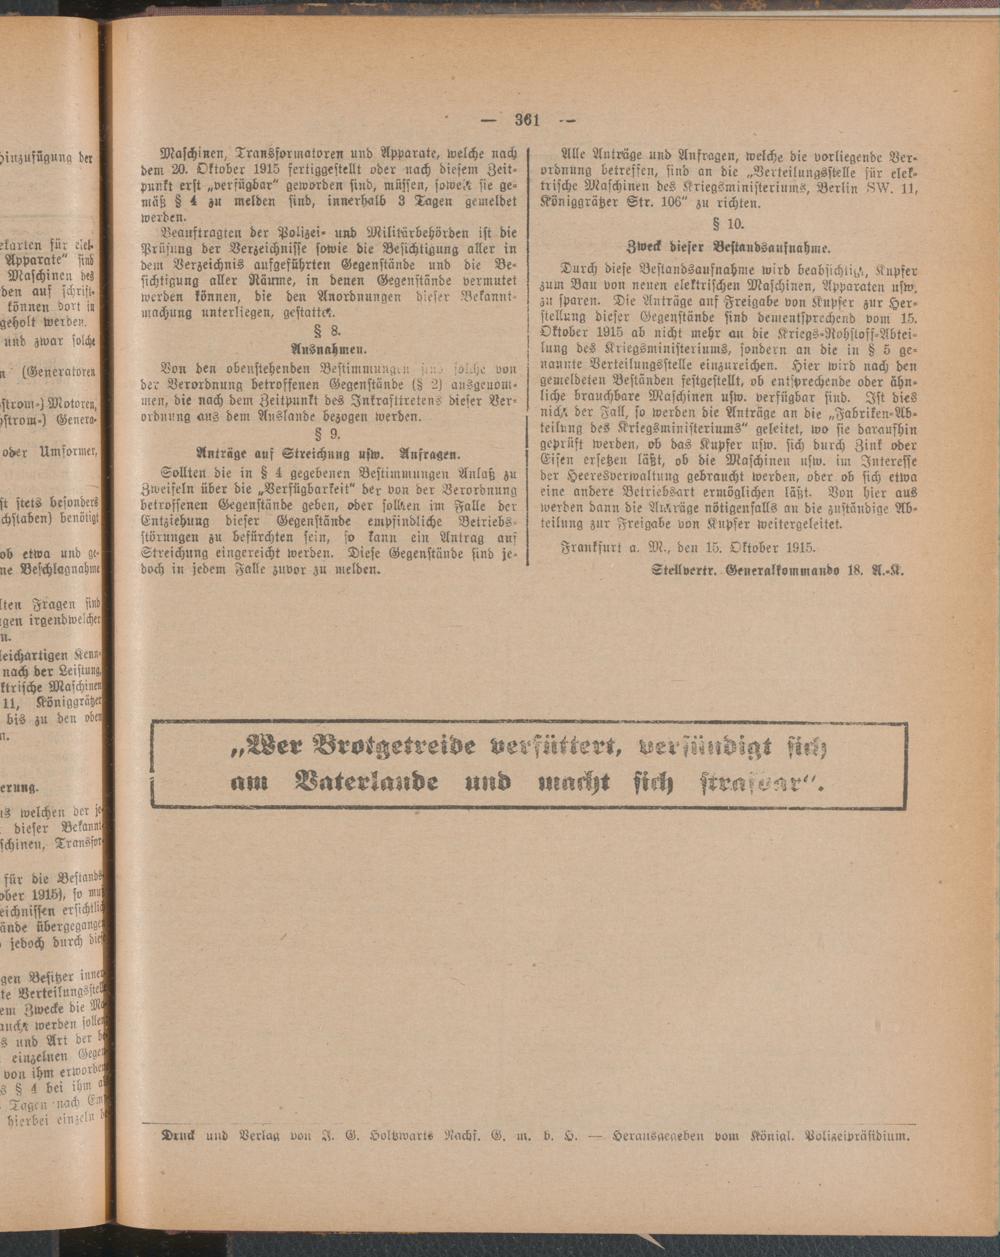 — 361 —
Maschinen, Transformatoren und Apparate, welche nach
dem 20. Oktober 1915 fertiggestellt oder nach diesem Zeit-
punkt erst „verfügbar“ geworden sind, müssen, soweit sie ge-
mäß § 4 zu melden sind, innerhalb 3 Tagen gemeldet
werden.
Beauftragten der Polizei- und Militärbehörden ist die
Prüfung der Verzeichnisse sowie die Besichtigung aller in
dem Verzeichnis aufgeführten Gegenstände und die Be-
sichtigung aller Räume, in denen Gegenstände vermutet
werden können, die den Anordnungen dieser Bekannt-
machung unterliegen, gestattet.
§ 8.
Ausnahmen.
Von den obenstehenden Bestimmungen sind solche von
der Verordnung betroffenen Gegenstände (§ 2) ausgenom-
men, die nach dem Zeitpunkt des Inkrafttretens dieser Ver-
ordnung aus dem Auslande bezogen werden.
§ 9.
Anträge auf Streichung usw. Anfragen.
Sollten die in § 4 gegebenen Bestimmungen Anlaß zu
Zweifeln über die „Verfügbarkeit“ der von der Verordnung
betroffenen Gegenstände geben, oder sollten im Falle der
Entziehung dieser Gegenstände empfindliche Betriebs-
störungen zu befürchten sein, so kann ein Antrag auf
Streichung eingereicht werden. Diese Gegenstände sind je-
doch in jedem Falle zuvor zu melden.
Alle Anträge und Anfragen, welche die vorliegende Ver-
ordnung betreffen, sind an die „Verteilungsstelle für elek-
trische Maschinen des Kriegsministeriums, Berlin SW. 11,
Königgrätzer Str. 106“ zu richten.
§ 10.
Zweck dieser Bestandsaufnahme.
Durch diese Bestandsaufnahme wird beabsichtigt, Kupfer
zum Bau von neuen elektrischen Maschinen, Apparaten usw.
zu sparen. Die Anträge auf Freigabe von Kupfer zur Her-
stellung dieser Gegenstände sind dementsprechend vom 15.
Oktober 1915 ab nicht mehr an die Kriegs-Rohstoff-Abtei-
lung des Kriegsministeriums, sondern an die in § 5 ge-
nannte Verteilungsstelle einzureichen. Hier wird nach den
gemeldeten Beständen festgestellt, ob entsprechende oder ähn-
liche brauchbare Maschinen usw. verfügbar sind. Ist dies
nicht der Fall, so werden die Anträge an die „Fabriken-Ab-
teilung des Kriegsministeriums“ geleitet, wo sie daraufhin
geprüft werden, ob das Kupfer usw. sich durch Zink oder
Eisen ersetzen läßt, ob die Maschinen usw. im Interesse
der Heeresverwaltung gebraucht werden, oder ob sich etwa
eine andere Betriebsart ermöglichen läßt. Von hier aus
werden dann die Anträge nötigenfalls an die zuständige Ab-
teilung zur Freigabe von Kupfer weitergeleitet.
Frankfurt a. M., den 15. Oktober 1915.
Stellvertr. Generalkommando 18. A.-K.
„Wer Brotgetreide verfüttert, versündigt sich
am Vaterlande und macht sich strafbar“.
Druck und Verlag von J. G. Holtzwarts Nachf. G. m. b. H. — Herausgegeben vom Königl. Polizeipräsidium.